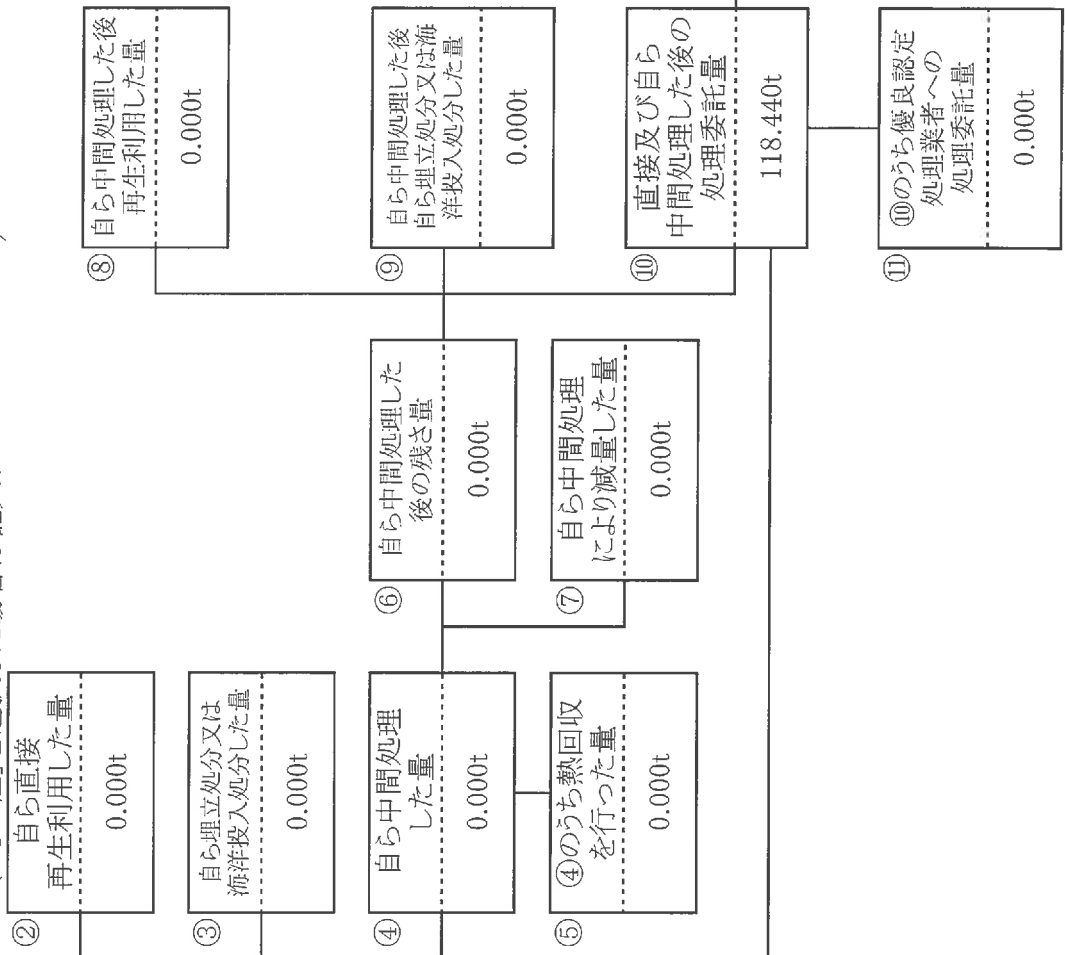 ②
自ら直接
再生利用した量
0.000t
③
自ら埋立処分又は
海洋投入処分した量
0.000t
④
自ら中間処理
した量
0.000t
⑤
④のうち熱回収
を行った量
0.000t
⑥
自ら中間処理した
後の残さ量
0.000t
⑦
自ら中間処理
により減量した量
0.000t
⑧
自ら中間処理した後
再生利用した量
0.000t
⑨
自ら中間処理した後
自ら埋立処分又は海
洋投入処分した量
0.000t
⑩
直接及び自ら
中間処理した後の
処理委託量
118.440t
⑪
⑩のうち優良認定
処理業者への
処理委託量
0.000t